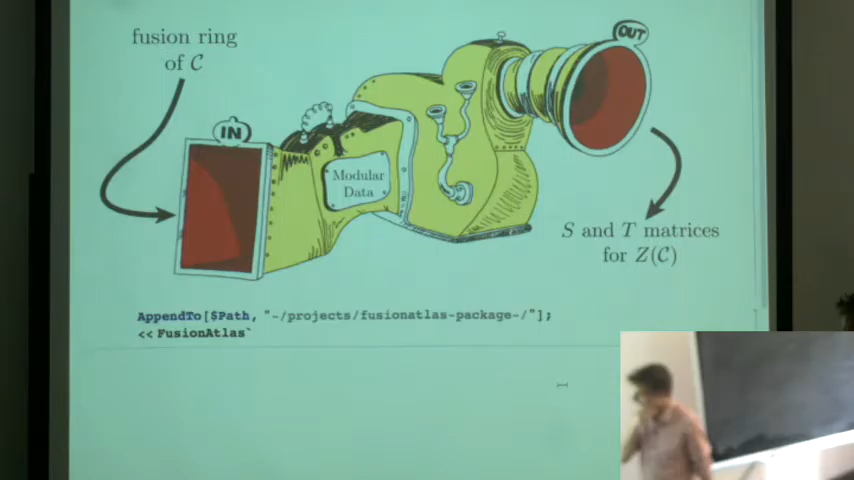 fusion ring
of C
IN
OUT
Modular
Data
S and T matrices
for Z(C)
AppendTo[$Path, "~/projects/fusionatlas-package-/"];
<< FusionAtlas`